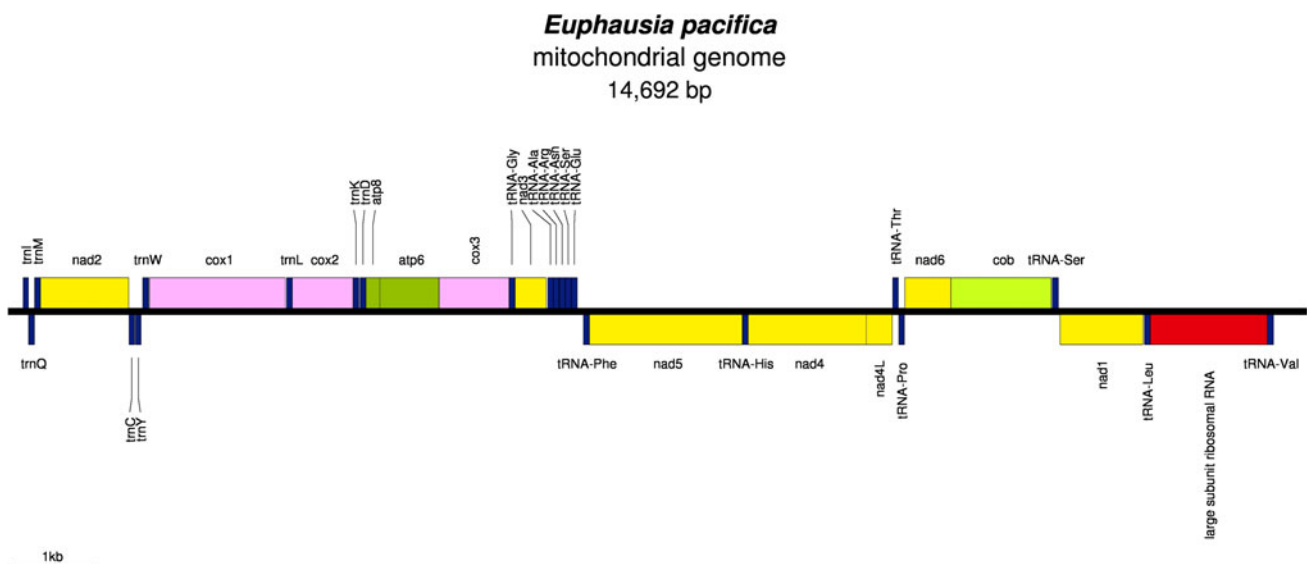 Euphausia pacifica
mitochondrial genome
14,692 bp
trnI
trnM
nad2
trnW
cox1
trnL
cox2
trnK
trnD
atp8
atp6
cox3
tRNA-Gly
nad3
tRNA-Ala
tRNA-Arg
tRNA-Asn
tRNA-Ser
tRNA-Glu
tRNA-Thr
nad6
cob
tRNA-Ser
trnQ
trnC
trnY
tRNA-Phe
nad5
tRNA-His
nad4
nad4L
tRNA-Pro
nad1
tRNA-Leu
large subunit ribosomal RNA
tRNA-Val
1kb